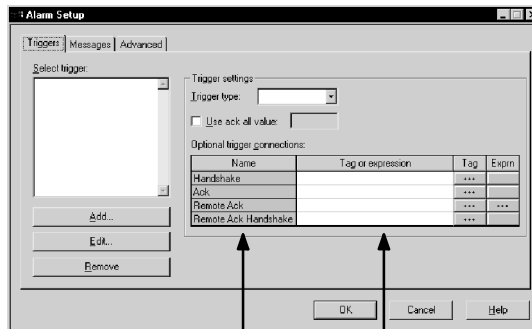 Alarm Setup
Triggers Messages Advanced
Select trigger:
Add...
Edit...
Remove
Trigger settings
Trigger type:
Use ack all value:
Optional trigger connections:
Name Tag or expression Tag Exprn
Handshake ...
Ack ...
Remote Ack ... ...
Remote Ack Handshake ...
OK Cancel Help